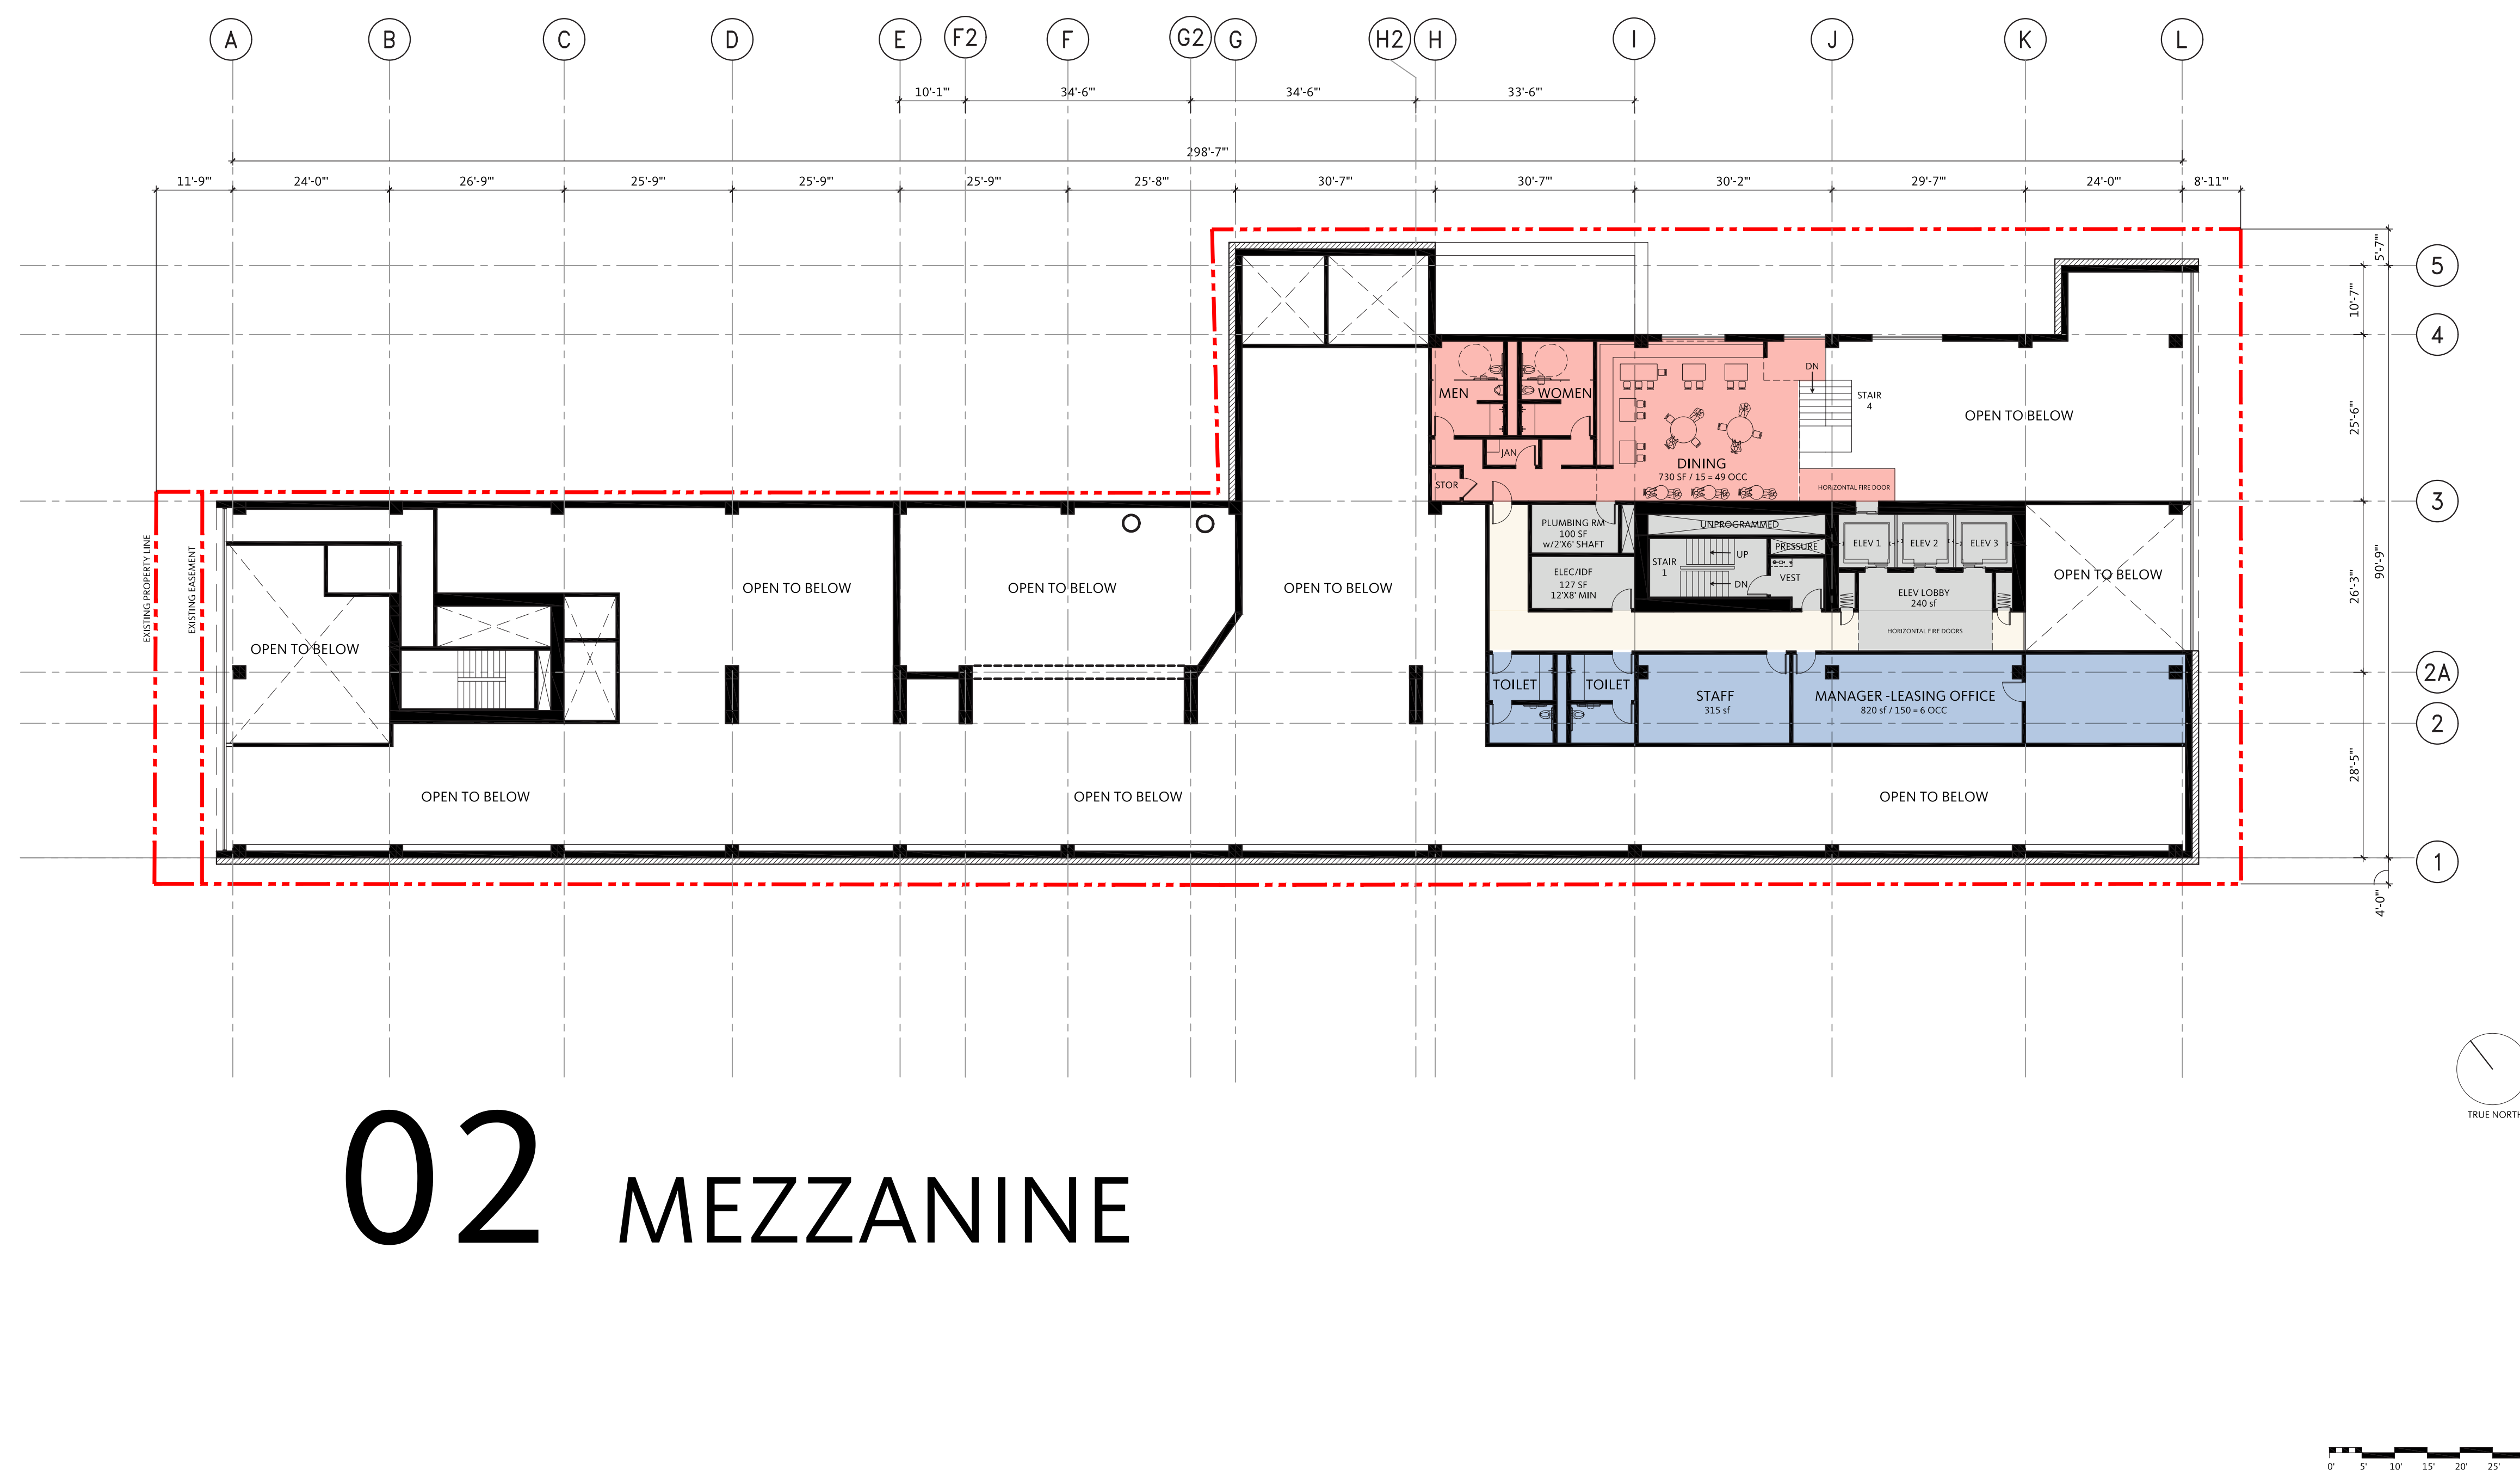 A
B
C
D
E
F2
F
G2
G
H2
H
I
J
K
L
10'-1"'
34'-6"'
34'-6"'
33'-6"'
298'-7"'
11'-9"'
24'-0"'
26'-9"'
25'-9"'
25'-9"'
25'-9"'
25'-8"'
30'-7"'
30'-7"'
30'-2"'
29'-7"'
24'-0"'
8'-11"'
5'-7"'
5
10'-7"'
4
25'-6"'
3
26'-3"'
90'-9"'
2A
2
28'-5"'
1
4'-0"'
MEN
WOMEN
JAN
STOR
DINING
730 SF / 15 = 49 OCC
DN
STAIR
4
OPEN TO BELOW
HORIZONTAL FIRE DOOR
PLUMBING RM
100 SF
w/2'X6' SHAFT
UNPROGRAMMED
STAIR
1
UP
DN
PRESSURE
VEST
ELEC/IDF
127 SF
12'X8' MIN
ELEV 1
ELEV 2
ELEV 3
ELEV LOBBY
240 sf
HORIZONTAL FIRE DOORS
OPEN TO BELOW
EXISTING PROPERTY LINE
EXISTING EASEMENT
OPEN TO BELOW
OPEN TO BELOW
OPEN TO BELOW
OPEN TO BELOW
TOILET
TOILET
STAFF
315 sf
MANAGER -LEASING OFFICE
820 sf / 150 = 6 OCC
OPEN TO BELOW
OPEN TO BELOW
OPEN TO BELOW
TRUE NORTH
02 MEZZANINE
0' 5' 10' 15' 20' 25'